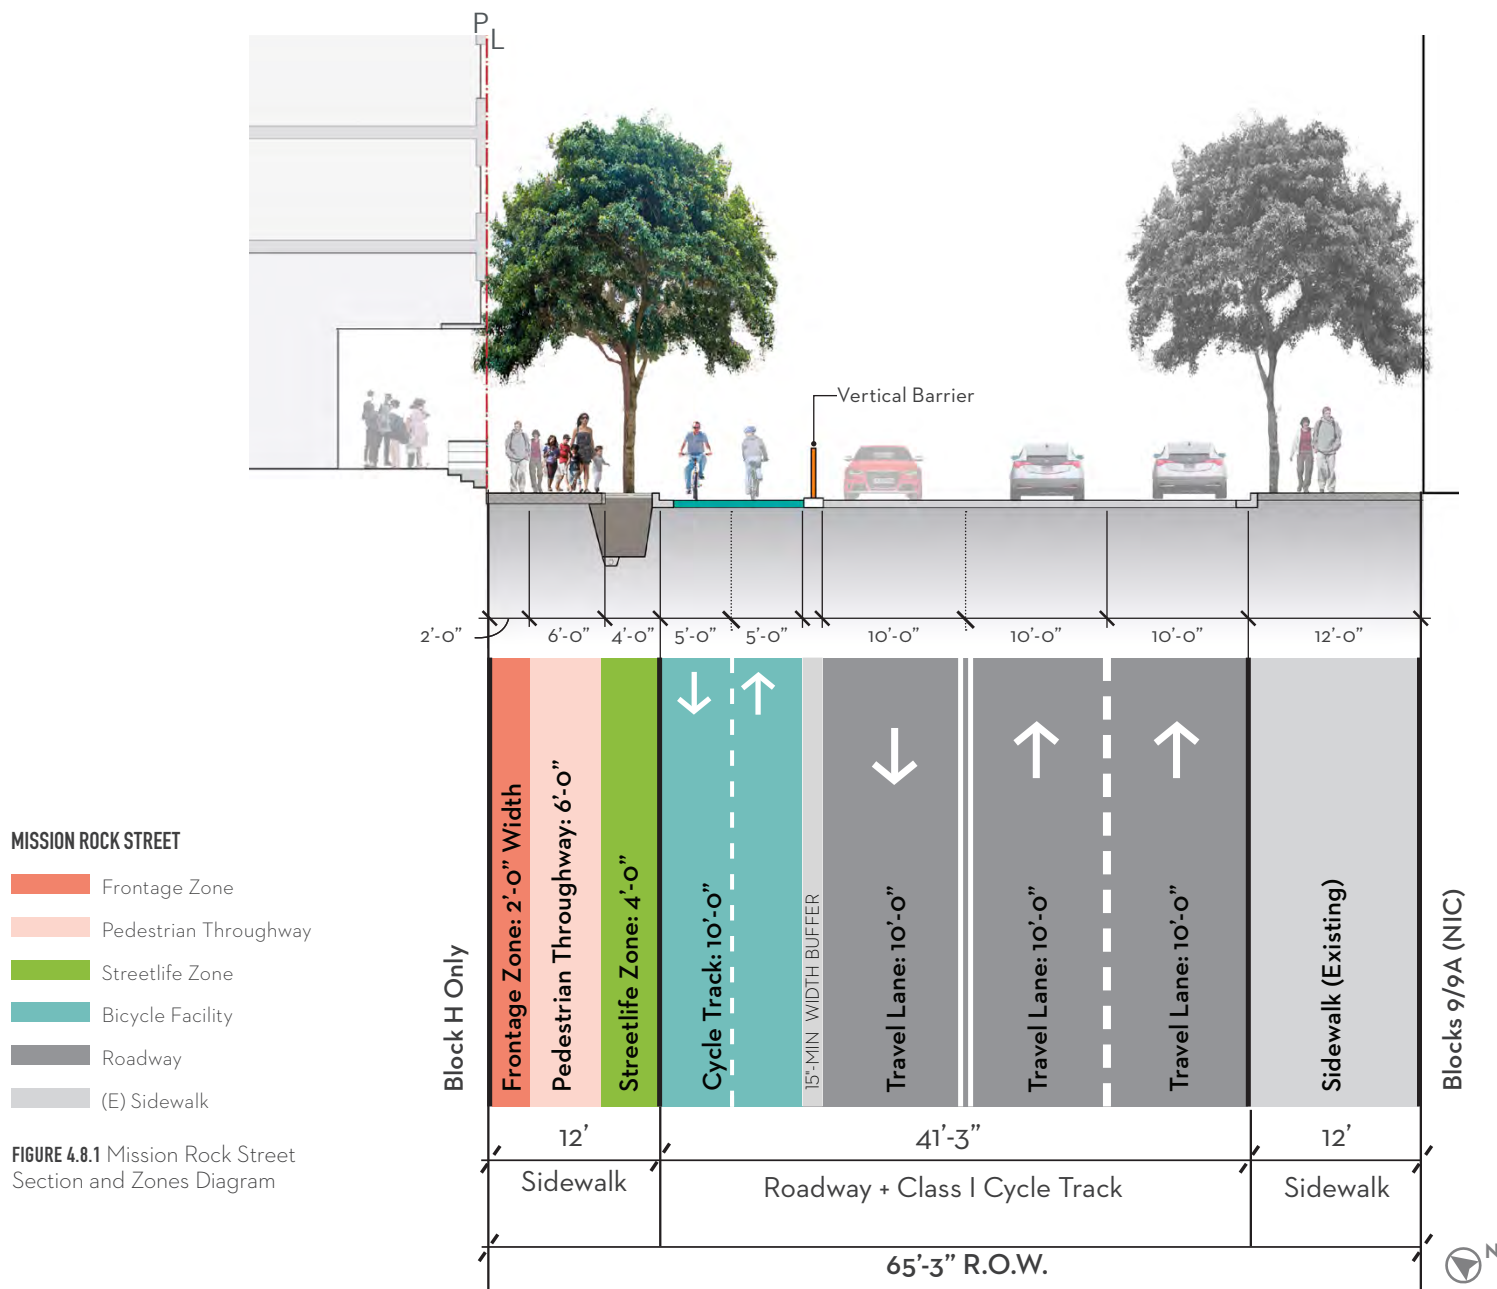 P
L
Vertical Barrier
2'-0"
6'-0"
4'-0"
5'-0"
5'-0"
10'-0"
10'-0"
10'-0"
12'-0"
Block H Only
Frontage Zone: 2'-0" Width
Pedestrian Throughway: 6'-0"
Streetlife Zone: 4'-0"
Cycle Track: 10'-0"
15"-MIN WIDTH BUFFER
Travel Lane: 10'-0"
Travel Lane: 10'-0"
Travel Lane: 10'-0"
Sidewalk (Existing)
Blocks 9/9A (NIC)
MISSION ROCK STREET
Frontage Zone
Pedestrian Throughway
Streetlife Zone
Bicycle Facility
Roadway
(E) Sidewalk
FIGURE 4.8.1 Mission Rock Street
Section and Zones Diagram
12'
41'-3"
12'
Sidewalk
Roadway + Class I Cycle Track
Sidewalk
65'-3" R.O.W.
N